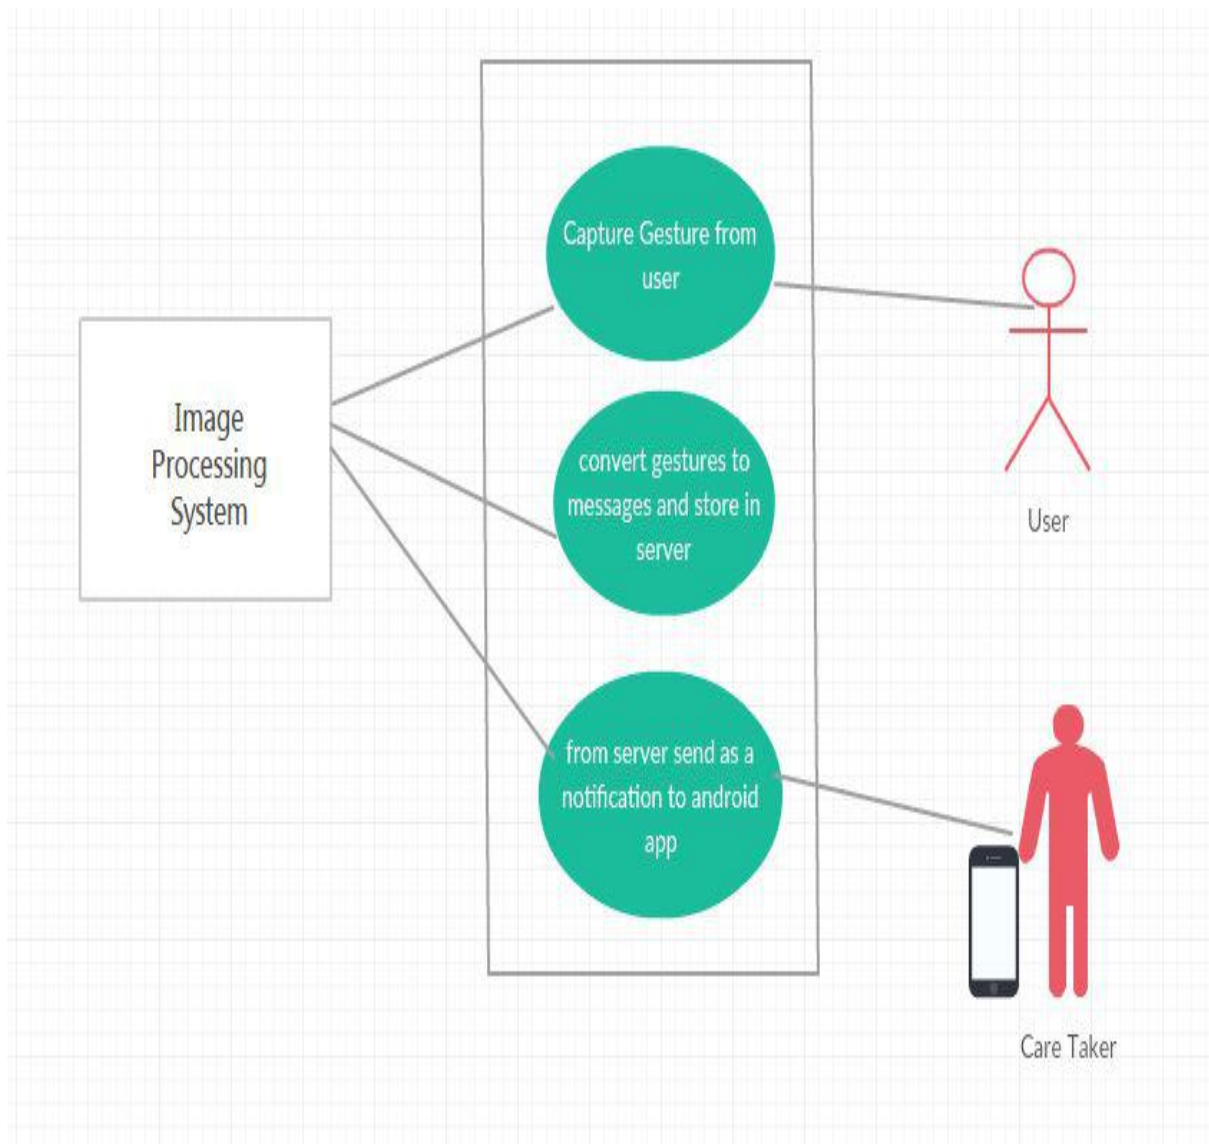 Capture Gesture from
user
Image
Processing
System
convert gestures to
messages and store in
server
User
from server send as a
notification to android
app
Care Taker